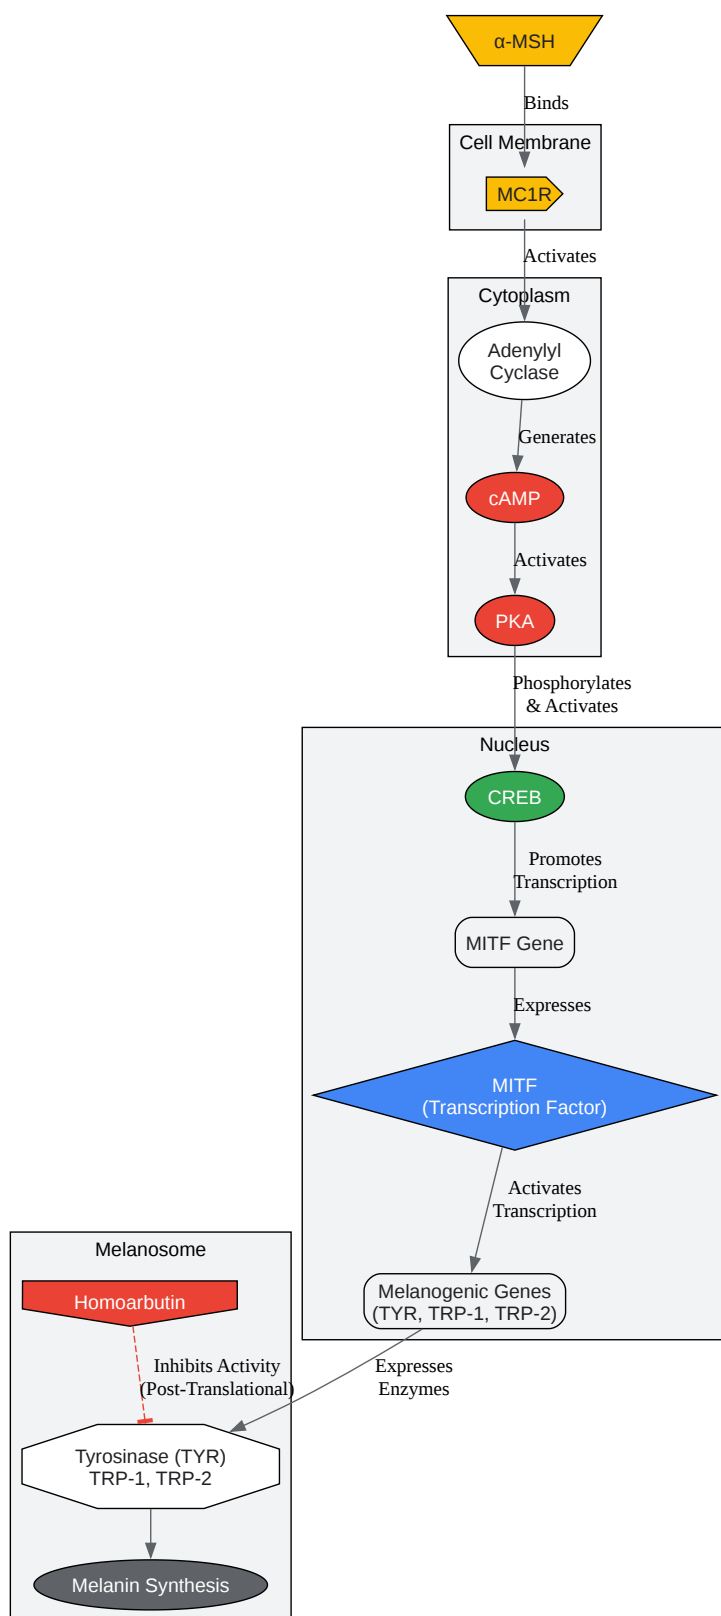 α-MSH
Binds
Cell Membrane
MC1R
Activates
Cytoplasm
Adenylyl
Cyclase
Generates
cAMP
Activates
PKA
Phosphorylates
& Activates
Nucleus
CREB
Promotes
Transcription
MITF Gene
Expresses
MITF
(Transcription Factor)
Activates
Transcription
Melanogenic Genes
(TYR, TRP-1, TRP-2)
Expresses
Enzymes
Melanosome
Homoarbutin
Inhibits Activity
(Post-Translational)
Tyrosinase (TYR)
TRP-1, TRP-2
Melanin Synthesis